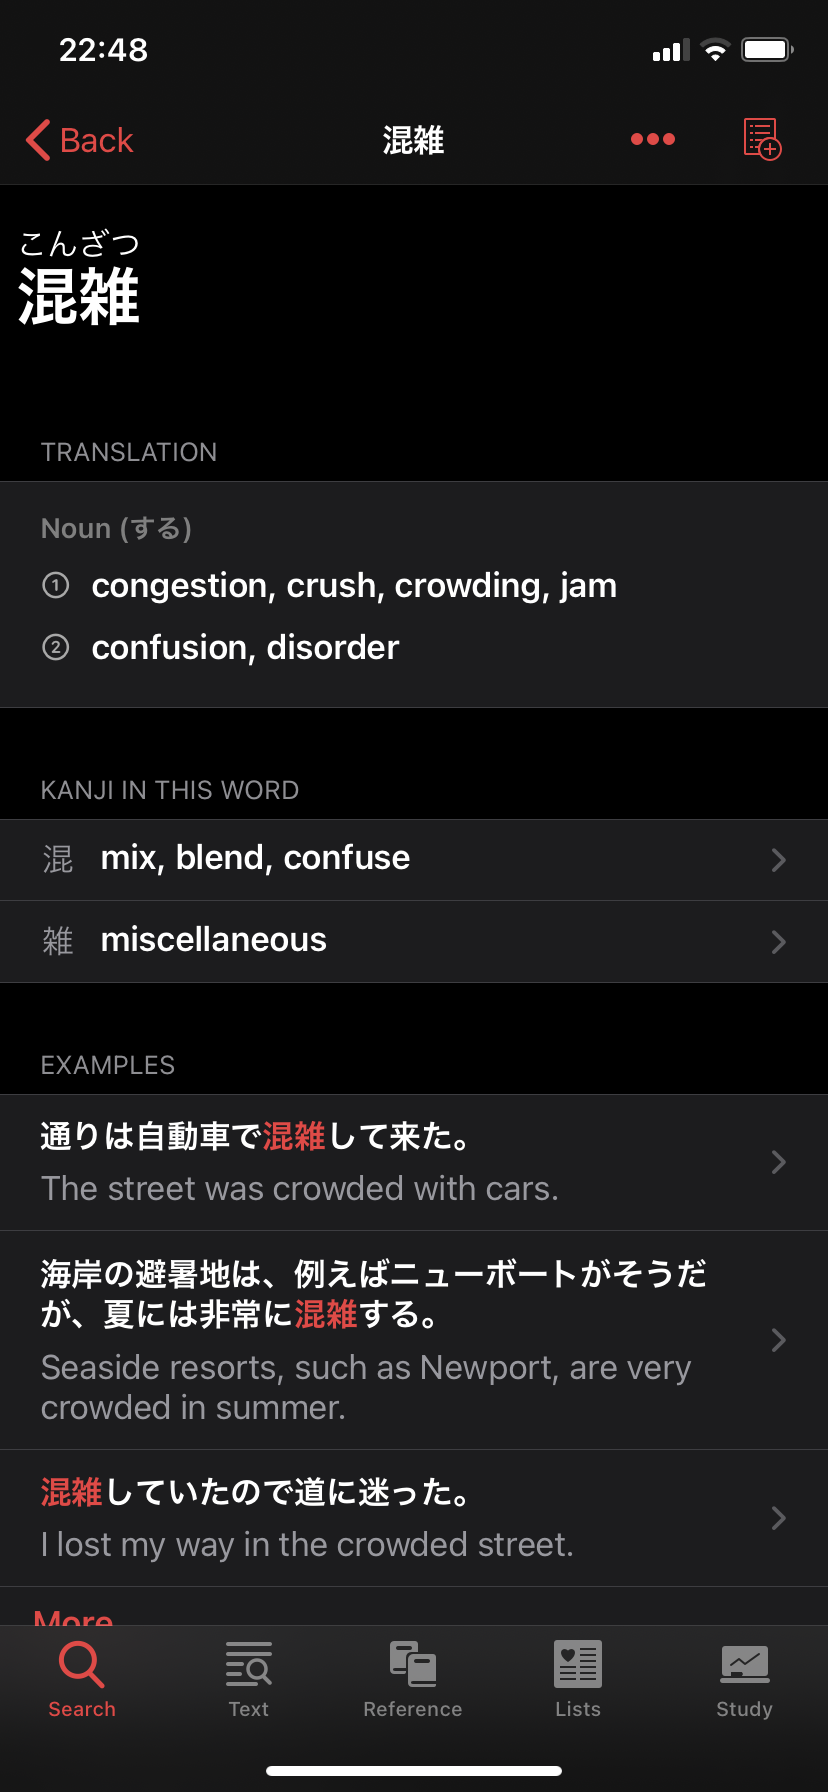 22:48
Back
混雑
こんざつ
混雑
TRANSLATION
Noun (する)
① congestion, crush, crowding, jam
② confusion, disorder
KANJI IN THIS WORD
混 mix, blend, confuse
雑 miscellaneous
EXAMPLES
通りは自動車で混雑して来た。
The street was crowded with cars.
海岸の避暑地は、例えばニューポートがそうだ
が、夏には非常に混雑する。
Seaside resorts, such as Newport, are very
crowded in summer.
混雑していたので道に迷った。
I lost my way in the crowded street.
More
Search
Text
Reference
Lists
Study